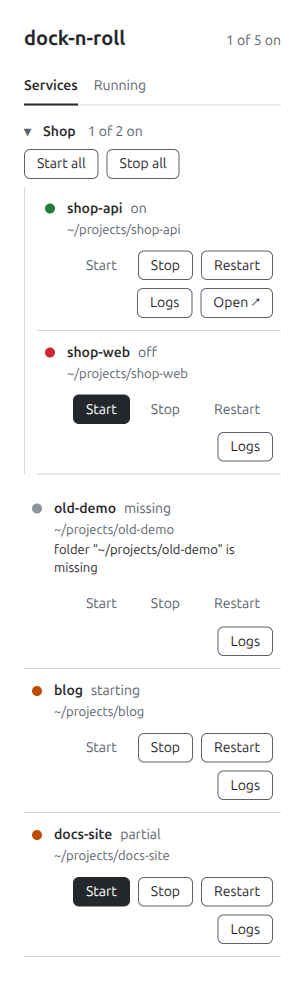 dock-n-roll 1 of 5 on
Services Running
▼ Shop 1 of 2 on
Start all Stop all
shop-api on
~/projects/shop-api
Start Stop Restart
Logs Open ↗
shop-web off
~/projects/shop-web
Start Stop Restart
Logs
old-demo missing
~/projects/old-demo
folder "~/projects/old-demo" is
missing
Start Stop Restart
Logs
blog starting
~/projects/blog
Start Stop Restart
Logs
docs-site partial
~/projects/docs-site
Start Stop Restart
Logs